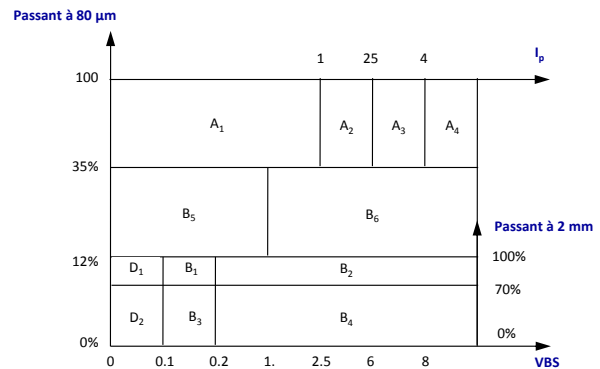 Passant à 80 µm
1 25 4 Iₚ
100
A₁ A₂ A₃ A₄
35%
B₅ B₆
Passant à 2 mm
12% 100%
D₁ B₁ B₂
70%
D₂ B₃ B₄
0% 0%
0 0.1 0.2 1. 2.5 6 8 VBS